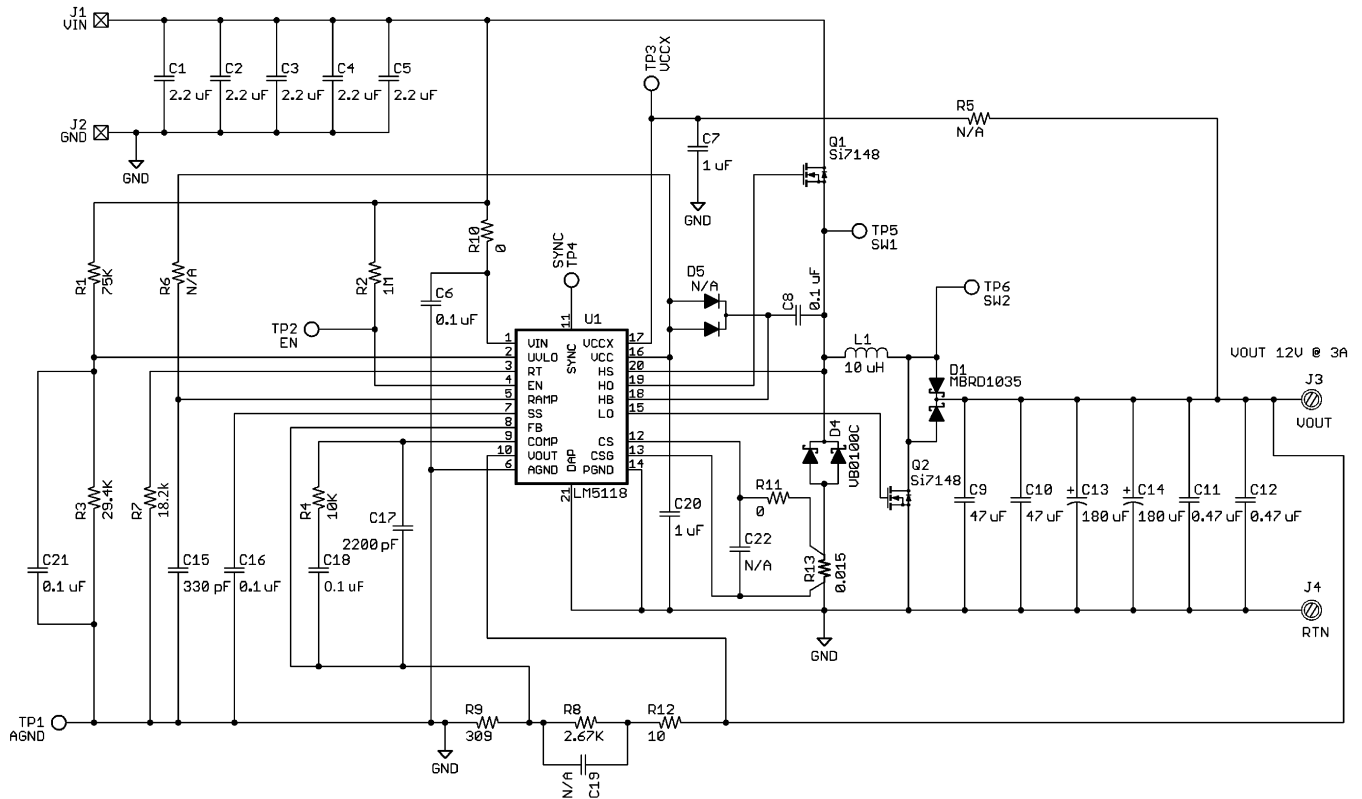 J1
VIN
C1
2.2 uF
C2
2.2 uF
C3
2.2 uF
C4
2.2 uF
C5
2.2 uF
J2
GND
GND
TP3
VCCX
C7
1 uF
GND
R5
N/A
Q1
Si7148
TP5
SW1
R1
75K
R6
N/A
R2
1M
R10
0
C6
0.1 uF
SYNC
TP4
TP2
EN
D5
N/A
C8
0.1 uF
TP6
SW2
L1
10 uH
D1
MBRD1035
VOUT 12V @ 3A
J3
VOUT
U1
11
SYNC
1 VIN
2 UVLO
3 RT
4 EN
5 RAMP
7 SS
8 FB
9 COMP
10 VOUT
6 AGND
VCCX 17
VCC 16
HS 20
HO 19
HB 18
LO 15
CS 12
CSG 13
PGND 14
DAP
21
LM5118
D4
VB0100C
Q2
Si7148
R3
29.4K
R7
18.2k
R4
10K
C17
2200 pF
C18
0.1 uF
C21
0.1 uF
C15
330 pF
C16
0.1 uF
C20
1 uF
R11
0
C22
N/A
R13
0.015
GND
C9
47 uF
C10
47 uF
+
C13
180 uF
+
C14
180 uF
C11
0.47 uF
C12
0.47 uF
J4
RTN
TP1
AGND
GND
R9
309
R8
2.67K
R12
10
N/A
C19